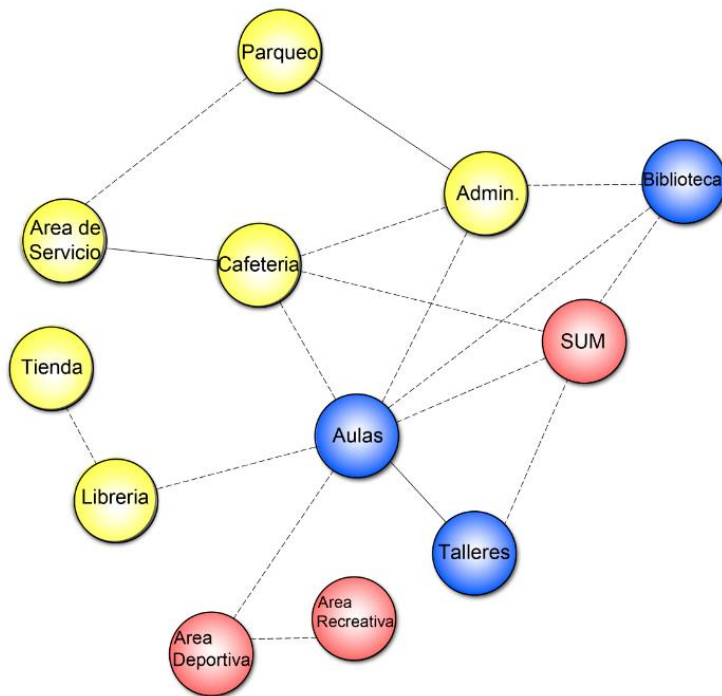 Parqueo
Admin.
Biblioteca
Area de
Servicio
Cafeteria
SUM
Tienda
Aulas
Libreria
Talleres
Area
Recreativa
Area
Deportiva